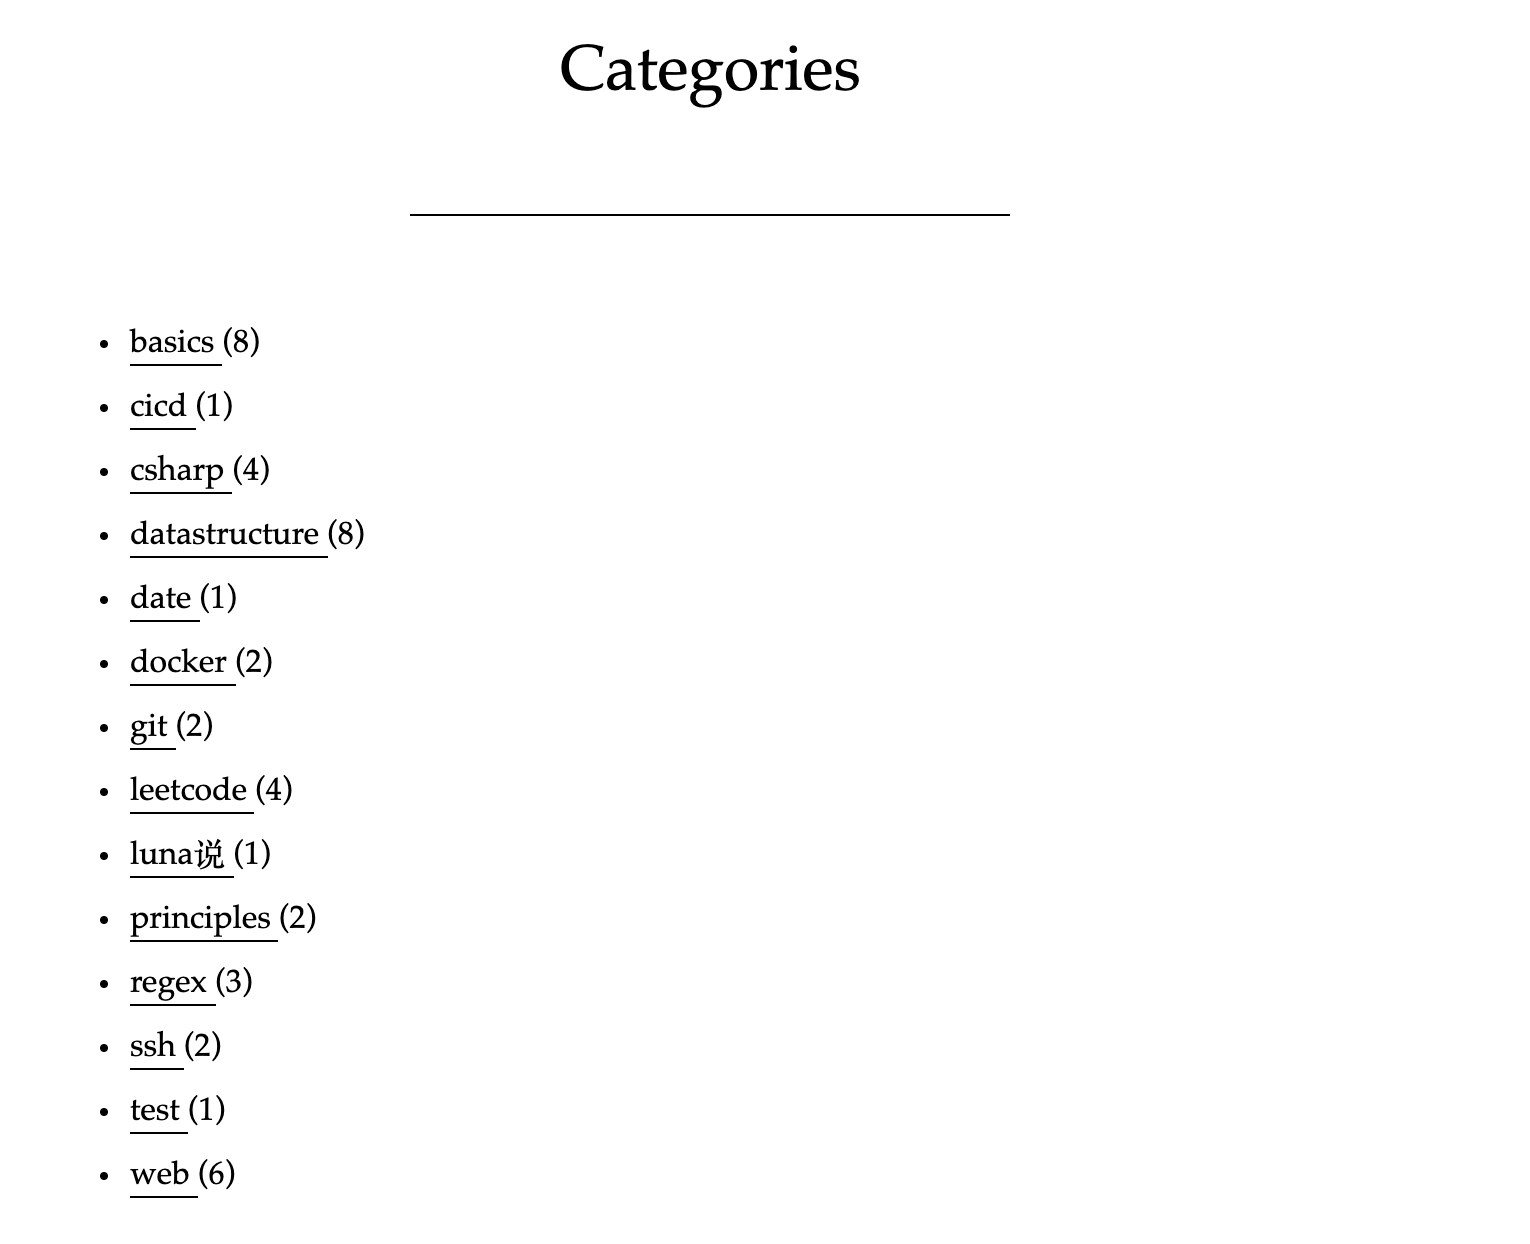 Categories
basics (8)
cicd (1)
csharp (4)
datastructure (8)
date (1)
docker (2)
git (2)
leetcode (4)
luna说 (1)
principles (2)
regex (3)
ssh (2)
test (1)
web (6)